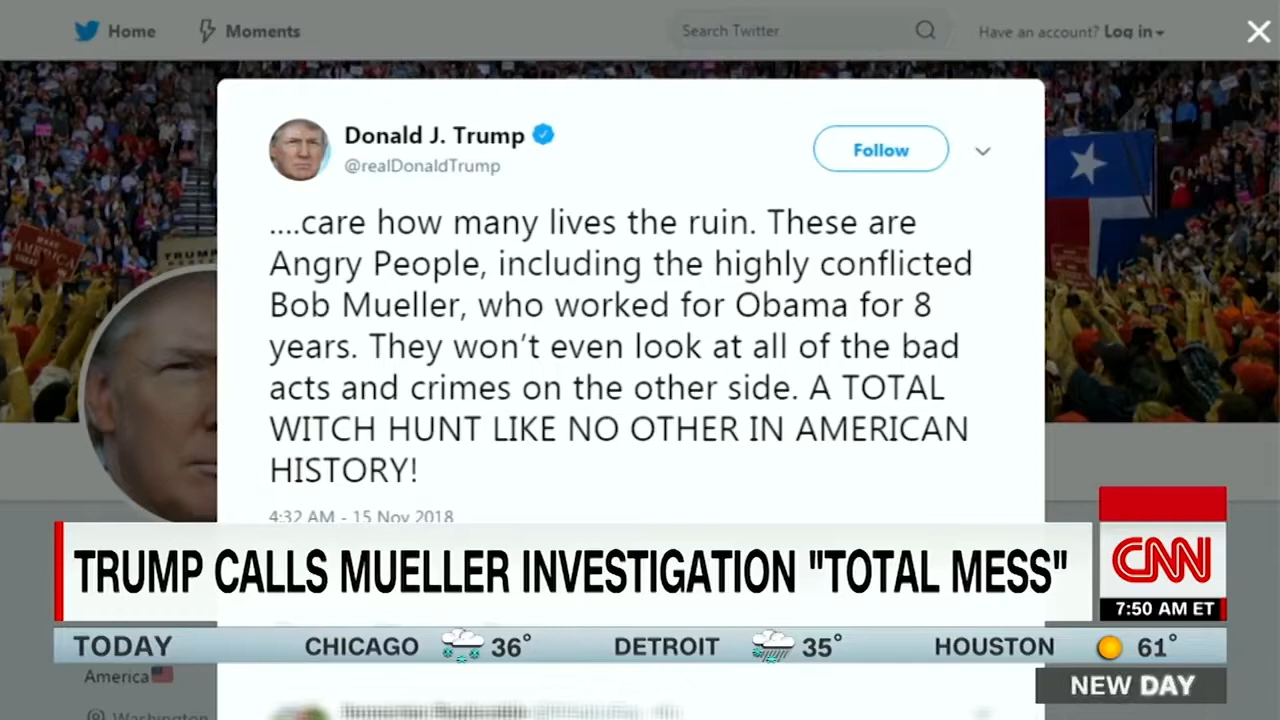 Home
Moments
Search Twitter
Have an account? Log in
Donald J. Trump
@realDonaldTrump
Follow
....care how many lives the ruin. These are
Angry People, including the highly conflicted
Bob Mueller, who worked for Obama for 8
years. They won't even look at all of the bad
acts and crimes on the other side. A TOTAL
WITCH HUNT LIKE NO OTHER IN AMERICAN
HISTORY!
4:32 AM - 15 Nov 2018
TRUMP CALLS MUELLER INVESTIGATION "TOTAL MESS"
CNN
7:50 AM ET
TODAY CHICAGO 36° DETROIT 35° HOUSTON 61°
America
NEW DAY
Washington
TRUMP
AMERICA